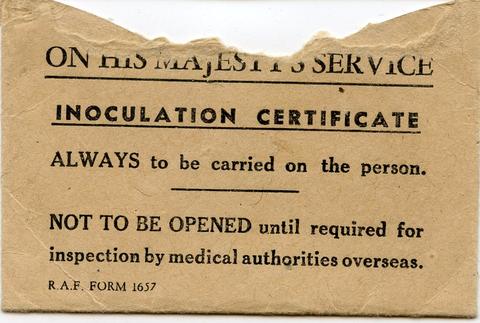 ON HIS MAJESTY'S SERVICE
INOCULATION CERTIFICATE
ALWAYS to be carried on the person.
NOT TO BE OPENED until required for
inspection by medical authorities overseas.
R.A.F. FORM 1657